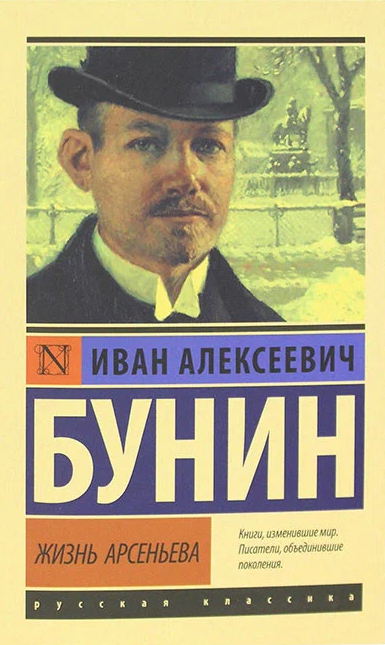 N
ИВАН АЛЕКСЕЕВИЧ
БУНИН
ЖИЗНЬ АРСЕНЬЕВА
Книги, изменившие мир.
Писатели, объединившие
поколения.
русская классика